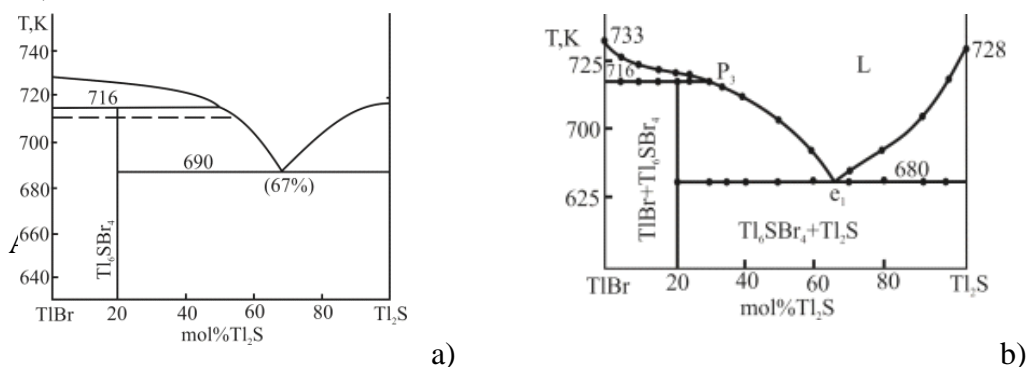 T,K
740
720
700
680
660
640
716
690
(67%)
Tl₆SBr₄
TlBr
20
40
60
80
Tl₂S
mol%Tl₂S
a)
T,K
733
725
716
700
625
P₃
L
728
680
e₁
TlBr+Tl₆SBr₄
Tl₆SBr₄+Tl₂S
TlBr
20
40
60
80
Tl₂S
mol%Tl₂S
b)